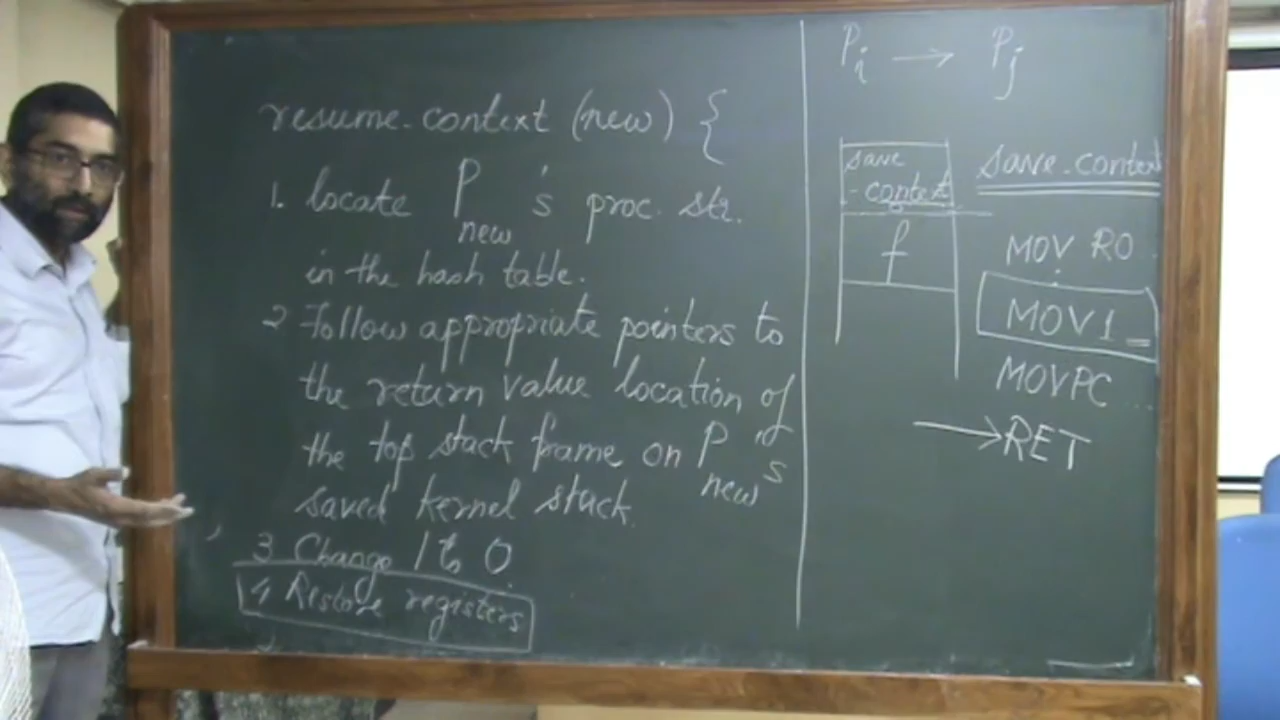 resume-context (new) {
1. locate P new 's proc. str.
in the hash table.
2 Follow appropriate pointers to
the return value location of
the top stack frame on P new 's
saved kernel stack.
3 Change 1 to 0
4 Restore registers
}
Pi → Pj
save
-context
f
save-context
MOV R0 ..
MOV 1 _
MOV PC ...
→ RET